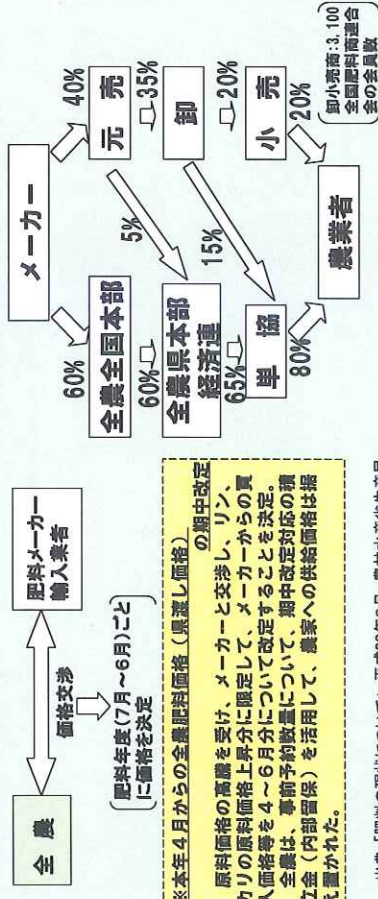 全農
価格交渉
肥料メーカー
輸入業者
肥料年度(7月～6月)ごと
に価格を決定
※本年4月からの全農肥料価格(県渡し価格)
の期中改定
原料価格の高騰を受け、メーカーと交渉し、リン、
カリの原料価格上昇分に限定して、メーカーからの買
入価格等を4～6月分について改定することを決定。
全農は、事前予約数量について、期中改定対応の積
立金(内部留保)を活用して、農家への供給価格は据
え置かれた。
メーカー
60%
40%
全農全国本部
元売
60%
5%
35%
全農県本部
経済連
卸
65%
15%
20%
単協
小売
80%
20%
農業者
卸小売商:3,100
全国肥料商連合
会の会員数